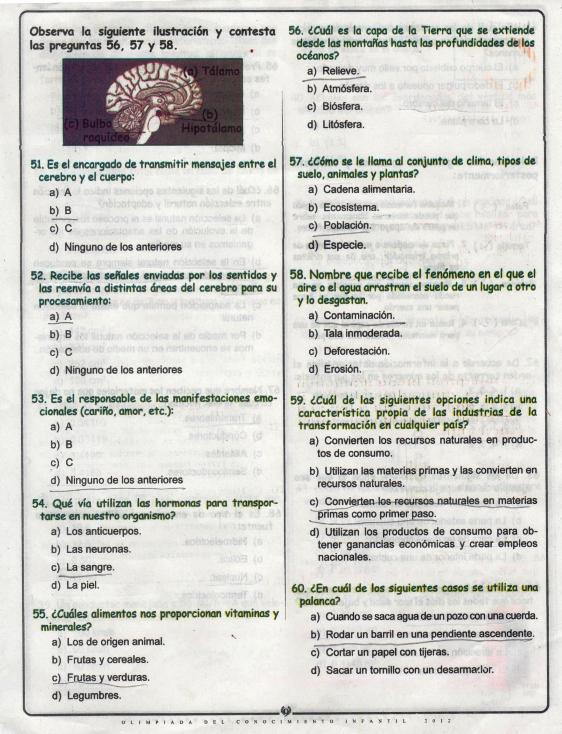 Observa la siguiente ilustración y contesta
las preguntas 56, 57 y 58.
(a) Tálamo
(b)
Hipotálamo
(c) Bulbo
raquídeo
51. Es el encargado de transmitir mensajes entre el
cerebro y el cuerpo:
a) A
b) B
c) C
d) Ninguno de los anteriores
52. Recibe las señales enviadas por los sentidos y
las reenvía a distintas áreas del cerebro para su
procesamiento:
a) A
b) B
c) C
d) Ninguno de los anteriores
53. Es el responsable de las manifestaciones emo-
cionales (cariño, amor, etc.):
a) A
b) B
c) C
d) Ninguno de los anteriores
54. Qué vía utilizan las hormonas para transpor-
tarse en nuestro organismo?
a) Los anticuerpos.
b) Las neuronas.
c) La sangre.
d) La piel.
55. ¿Cuáles alimentos nos proporcionan vitaminas y
minerales?
a) Los de origen animal.
b) Frutas y cereales.
c) Frutas y verduras.
d) Legumbres.
56. ¿Cuál es la capa de la Tierra que se extiende
desde las montañas hasta las profundidades de los
océanos?
a) Relieve.
b) Atmósfera.
c) Biósfera.
d) Litósfera.
57. ¿Cómo se le llama al conjunto de clima, tipos de
suelo, animales y plantas?
a) Cadena alimentaria.
b) Ecosistema.
c) Población.
d) Especie.
58. Nombre que recibe el fenómeno en el que el
aire o el agua arrastran el suelo de un lugar a otro
y lo desgastan.
a) Contaminación.
b) Tala inmoderada.
c) Deforestación.
d) Erosión.
59. ¿Cuál de las siguientes opciones indica una
característica propia de las industrias de la
transformación en cualquier país?
a) Convierten los recursos naturales en produc-
tos de consumo.
b) Utilizan las materias primas y las convierten en
recursos naturales.
c) Convierten los recursos naturales en materias
primas como primer paso.
d) Utilizan los productos de consumo para ob-
tener ganancias económicas y crear empleos
nacionales.
60. ¿En cuál de los siguientes casos se utiliza una
palanca?
a) Cuando se saca agua de un pozo con una cuerda.
b) Rodar un barril en una pendiente ascendente.
c) Cortar un papel con tijeras.
d) Sacar un tornillo con un desarmador.
OLIMPIADA DEL CONOCIMIENTO INFANTIL 2012